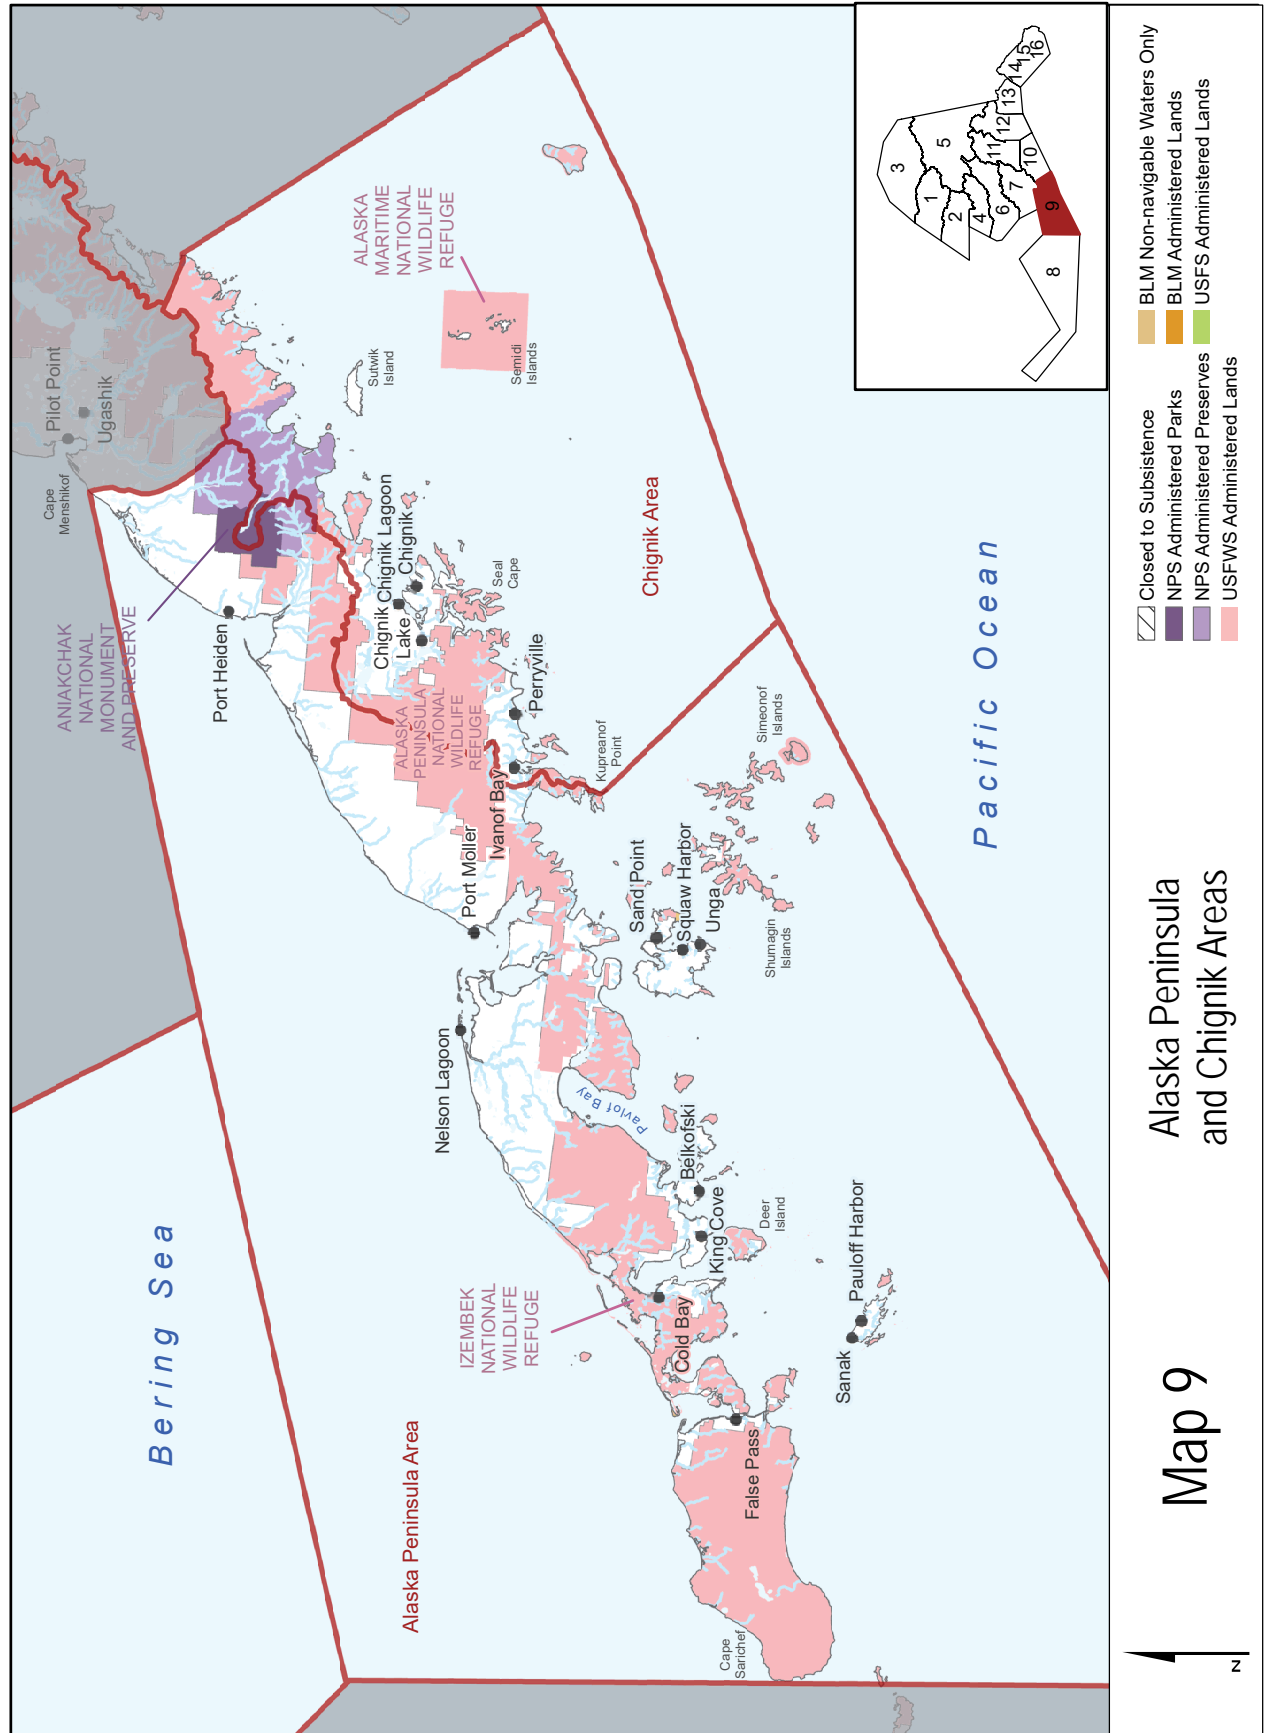 Bering Sea
Pacific Ocean
Alaska Peninsula Area
Chignik Area
ANIAKCHAK
NATIONAL
MONUMENT
AND PRESERVE
ALASKA
MARITIME
NATIONAL
WILDLIFE
REFUGE
ALASKA
PENINSULA
NATIONAL
WILDLIFE
REFUGE
IZEMBEK
NATIONAL
WILDLIFE
REFUGE
Pilot Point
Ugashik
Cape
Menshikof
Port Heiden
Sutwik
Island
Semidi
Islands
Chignik Lagoon
Chignik
Chignik
Lake
Seal
Cape
Perryville
Ivanof Bay
Kupreanof
Point
Port Moller
Nelson Lagoon
Sand Point
Squaw Harbor
Unga
Simeonof
Islands
Shumagin
Islands
Pavlof Bay
Belkofski
King Cove
Deer
Island
Cold Bay
Pauloff Harbor
Sanak
False Pass
Cape
Sarichef
1
2
3
4
5
6
7
8
9
10
11
12
13
14
15
16
N
Map 9
Alaska Peninsula
and Chignik Areas
Closed to Subsistence
NPS Administered Parks
NPS Administered Preserves
USFWS Administered Lands
BLM Non-navigable Waters Only
BLM Administered Lands
USFS Administered Lands